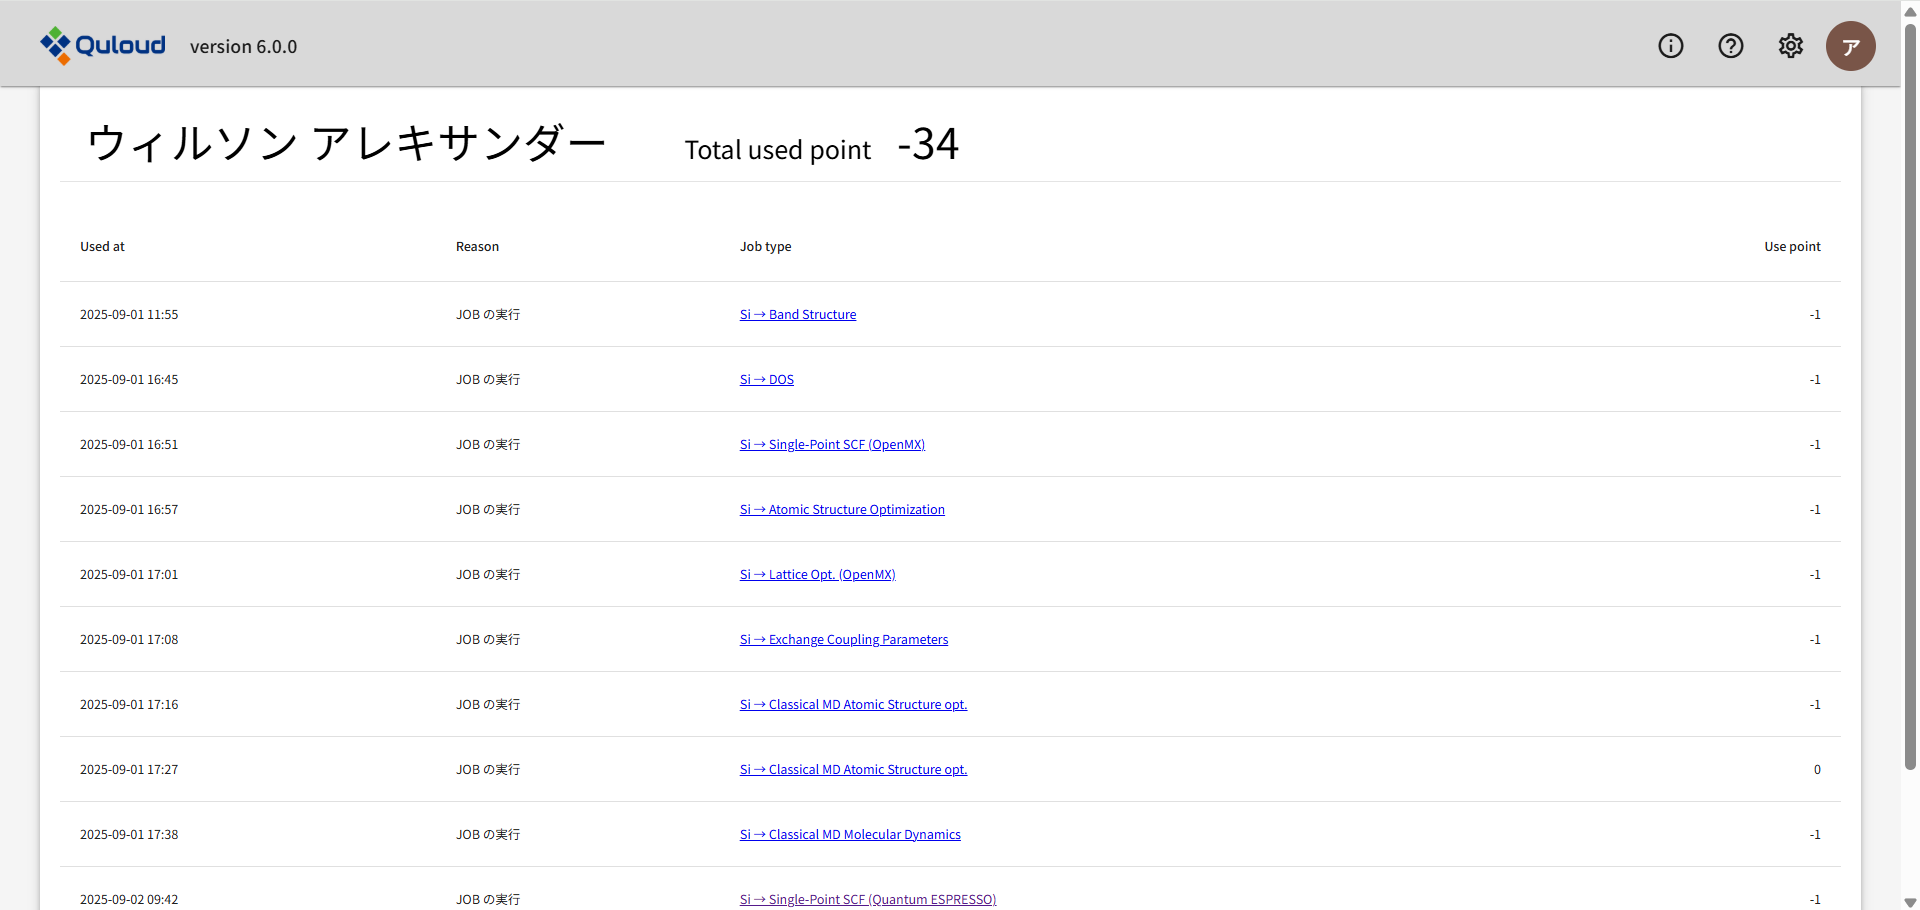 Quloud version 6.0.0 ア
ウィルソン アレキサンダー Total used point -34
Used at Reason Job type Use point
2025-09-01 11:55 JOB の実行 Si → Band Structure -1
2025-09-01 16:45 JOB の実行 Si → DOS -1
2025-09-01 16:51 JOB の実行 Si → Single-Point SCF (OpenMX) -1
2025-09-01 16:57 JOB の実行 Si → Atomic Structure Optimization -1
2025-09-01 17:01 JOB の実行 Si → Lattice Opt. (OpenMX) -1
2025-09-01 17:08 JOB の実行 Si → Exchange Coupling Parameters -1
2025-09-01 17:16 JOB の実行 Si → Classical MD Atomic Structure opt. -1
2025-09-01 17:27 JOB の実行 Si → Classical MD Atomic Structure opt. 0
2025-09-01 17:38 JOB の実行 Si → Classical MD Molecular Dynamics -1
2025-09-02 09:42 JOB の実行 Si → Single-Point SCF (Quantum ESPRESSO) -1